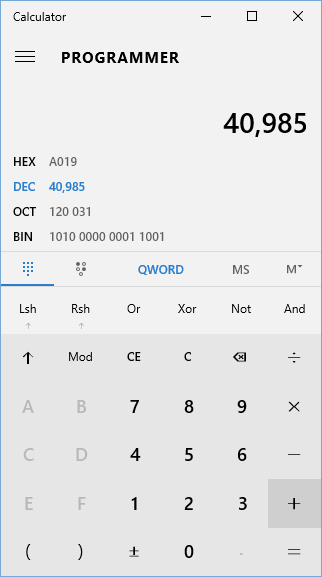 Calculator
PROGRAMMER
40,985
HEX A019
DEC 40,985
OCT 120 031
BIN 1010 0000 0001 1001
QWORD MS M
Lsh Rsh Or Xor Not And
↑ ↑
↑ Mod CE C ÷
A B 7 8 9 ×
C D 4 5 6 −
E F 1 2 3 +
( ) ± 0 . =